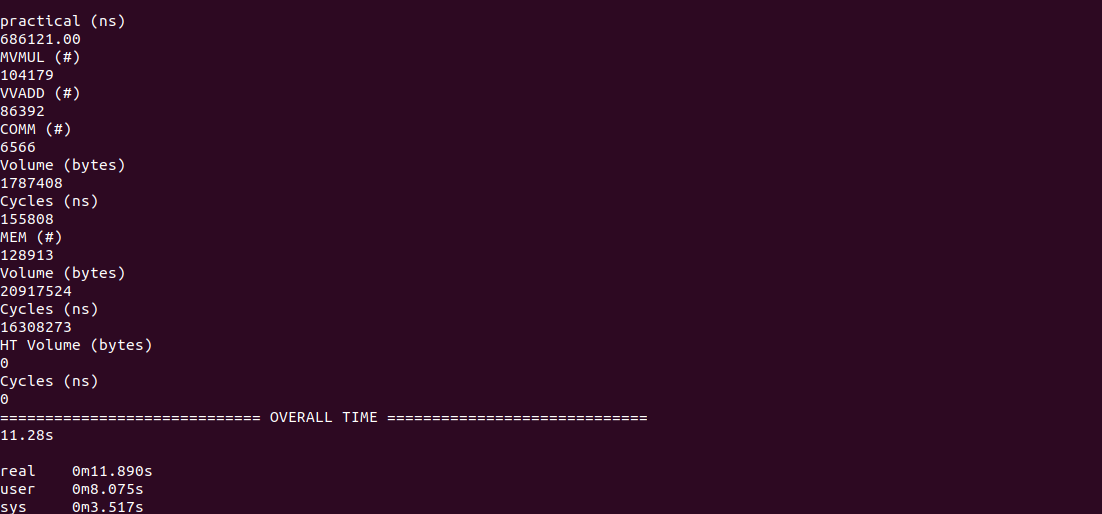 practical (ns)
686121.00
MVMUL (#)
104179
VVADD (#)
86392
COMM (#)
6566
Volume (bytes)
1787408
Cycles (ns)
155808
MEM (#)
128913
Volume (bytes)
20917524
Cycles (ns)
16308273
HT Volume (bytes)
0
Cycles (ns)
0
============================= OVERALL TIME =============================
11.28s
real    0m11.890s
user    0m8.075s
sys     0m3.517s